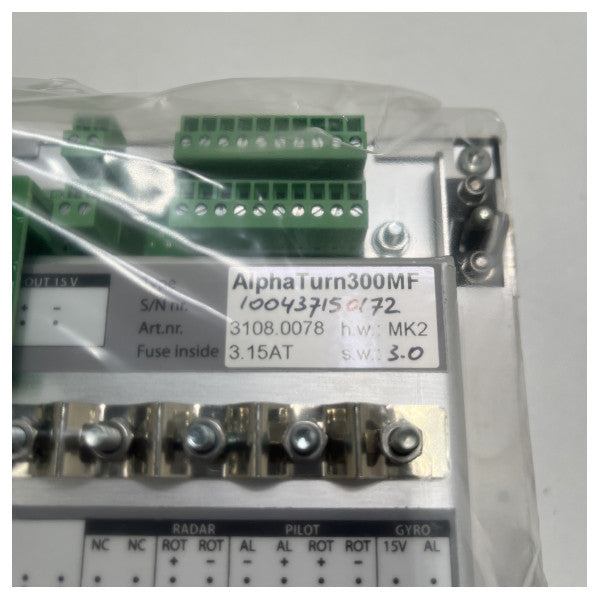 OUT 15 V
+ -
Type AlphaTurn300MF
S/N nr. 100437150172
Art.nr. 3108.0078 h.w.: MK2
Fuse inside 3.15AT s.w.: 3.0
RADAR PILOT GYRO
NC NC ROT ROT AL AL ROT ROT 15V AL
+ - - + + -